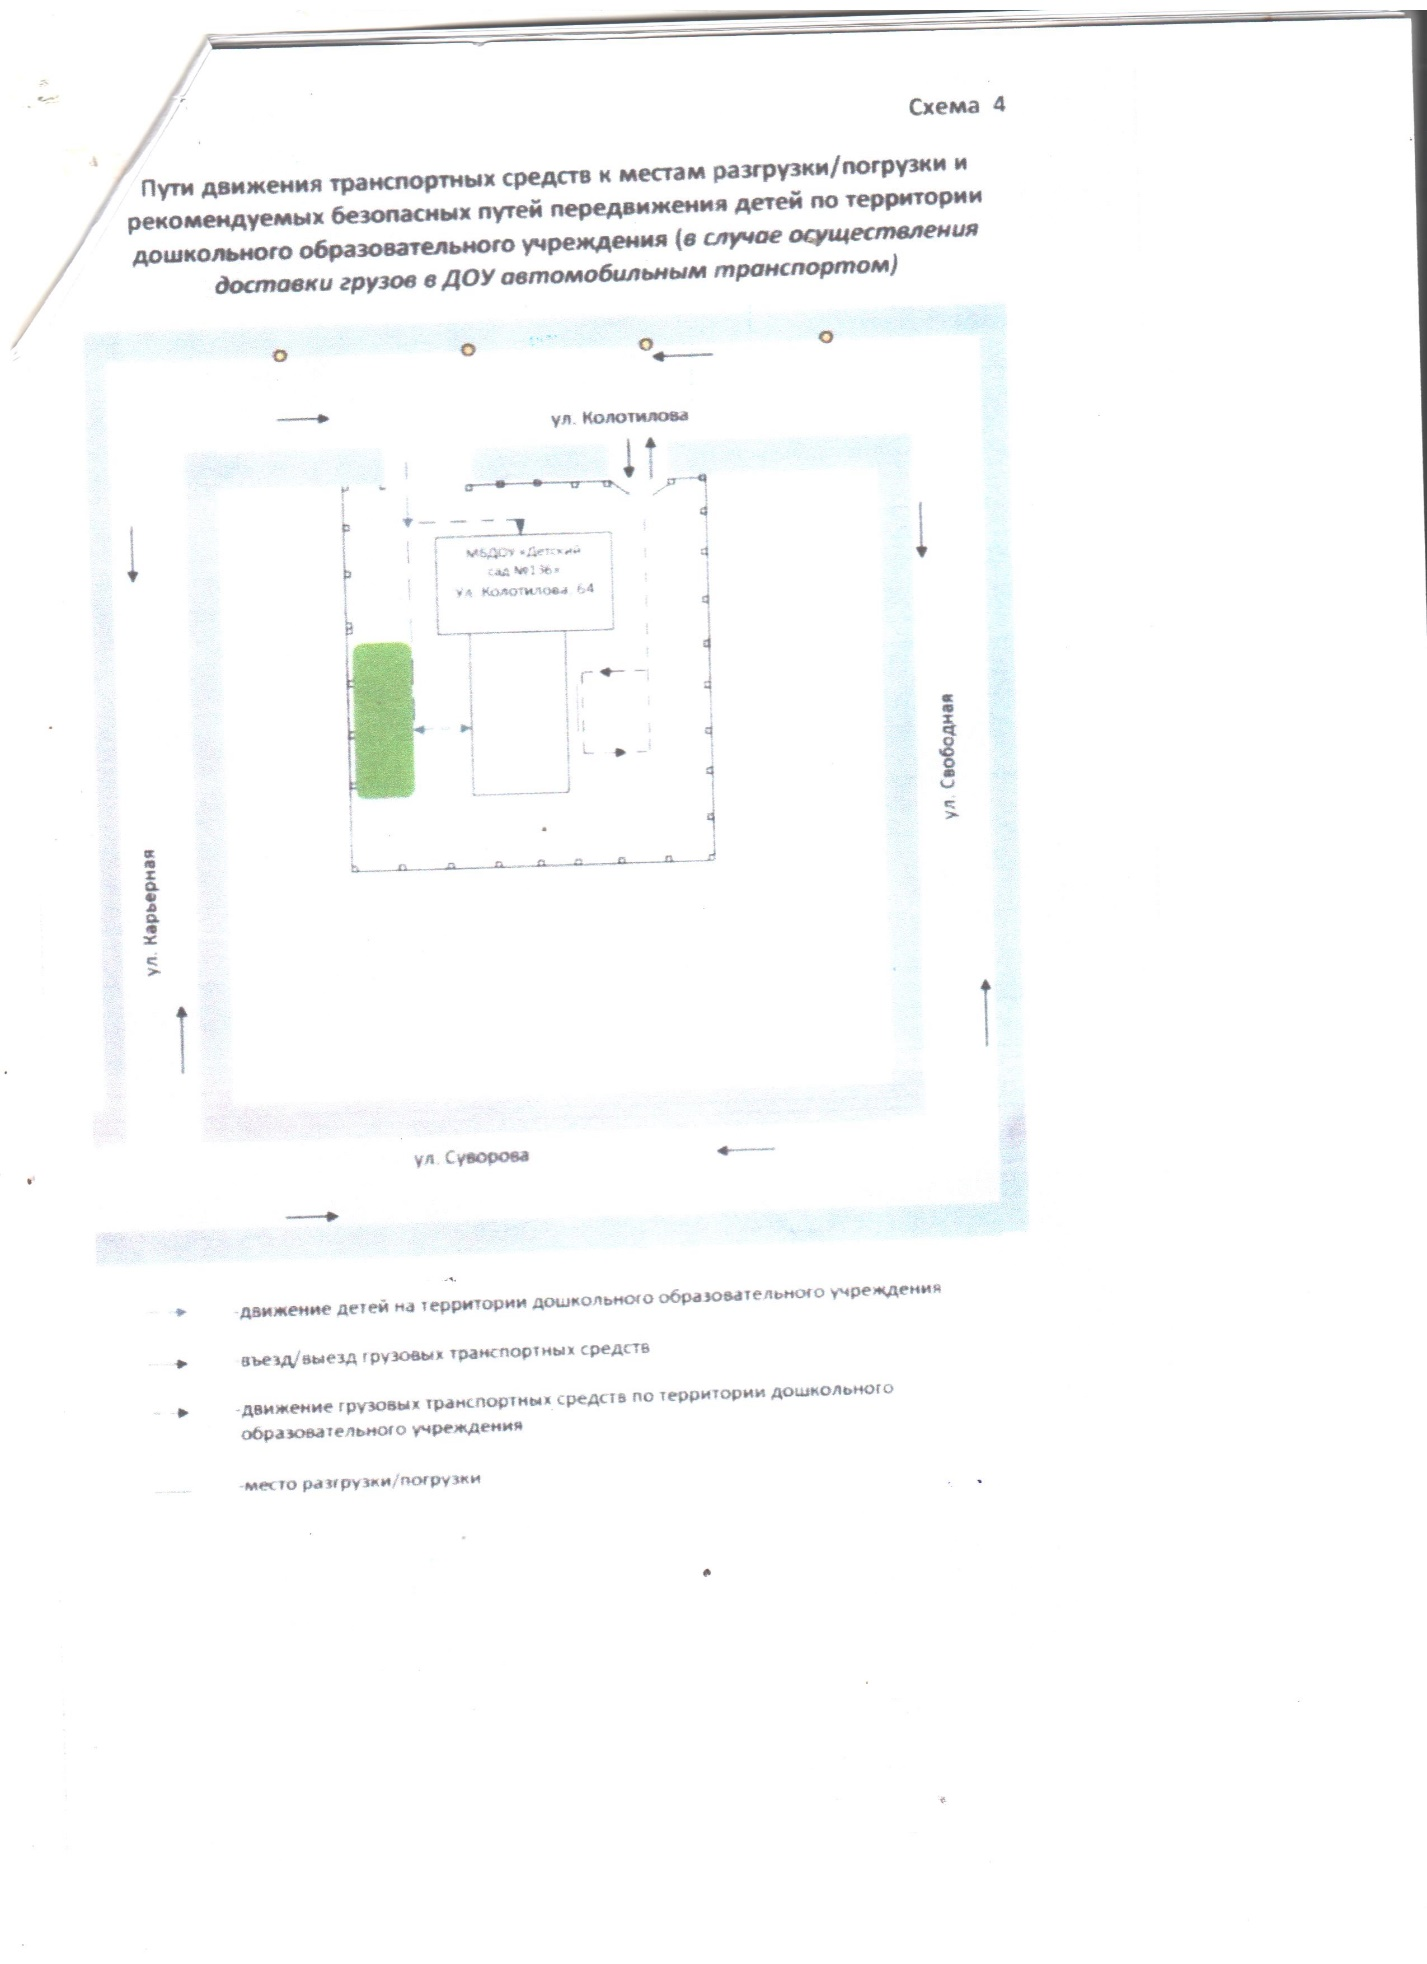 Схема 4
Пути движения транспортных средств к местам разгрузки/погрузки и
рекомендуемых безопасных путей передвижения детей по территории
дошкольного образовательного учреждения (в случае осуществления
доставки грузов в ДОУ автомобильным транспортом)
ул. Колотилова
МБДОУ «Детский
сад №136»
Ул. Колотилова, 64
ул. Свободная
ул. Карьерная
ул. Суворова
-движение детей на территории дошкольного образовательного учреждения
въезд/выезд грузовых транспортных средств
-движение грузовых транспортных средств по территории дошкольного
образовательного учреждения
-место разгрузки/погрузки